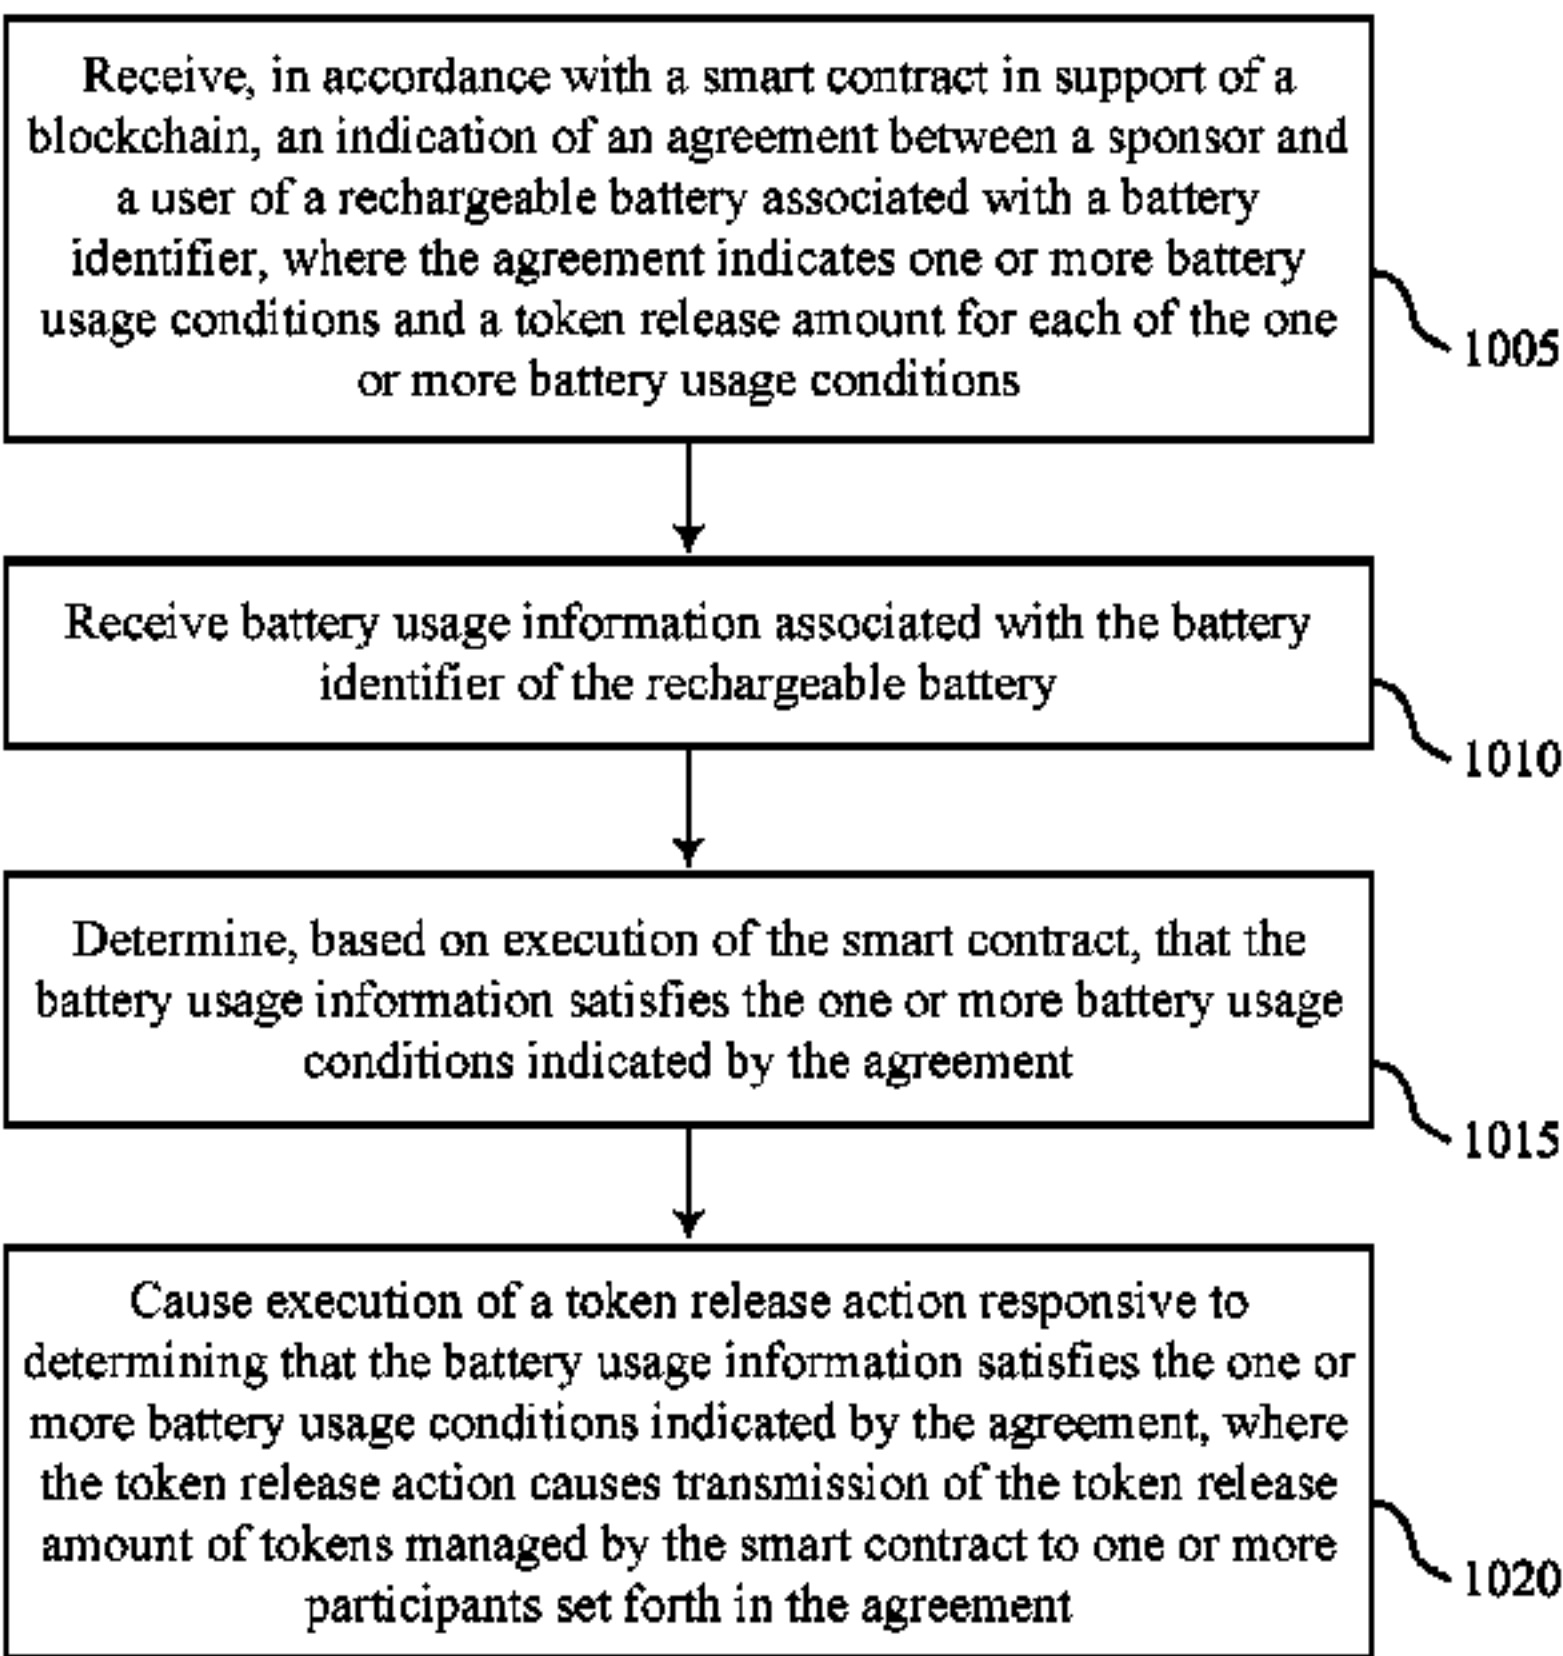 Receive, in accordance with a smart contract in support of a
blockchain, an indication of an agreement between a sponsor and
a user of a rechargeable battery associated with a battery
identifier, where the agreement indicates one or more battery
usage conditions and a token release amount for each of the one
or more battery usage conditions
1005
Receive battery usage information associated with the battery
identifier of the rechargeable battery
1010
Determine, based on execution of the smart contract, that the
battery usage information satisfies the one or more battery usage
conditions indicated by the agreement
1015
Cause execution of a token release action responsive to
determining that the battery usage information satisfies the one or
more battery usage conditions indicated by the agreement, where
the token release action causes transmission of the token release
amount of tokens managed by the smart contract to one or more
participants set forth in the agreement
1020